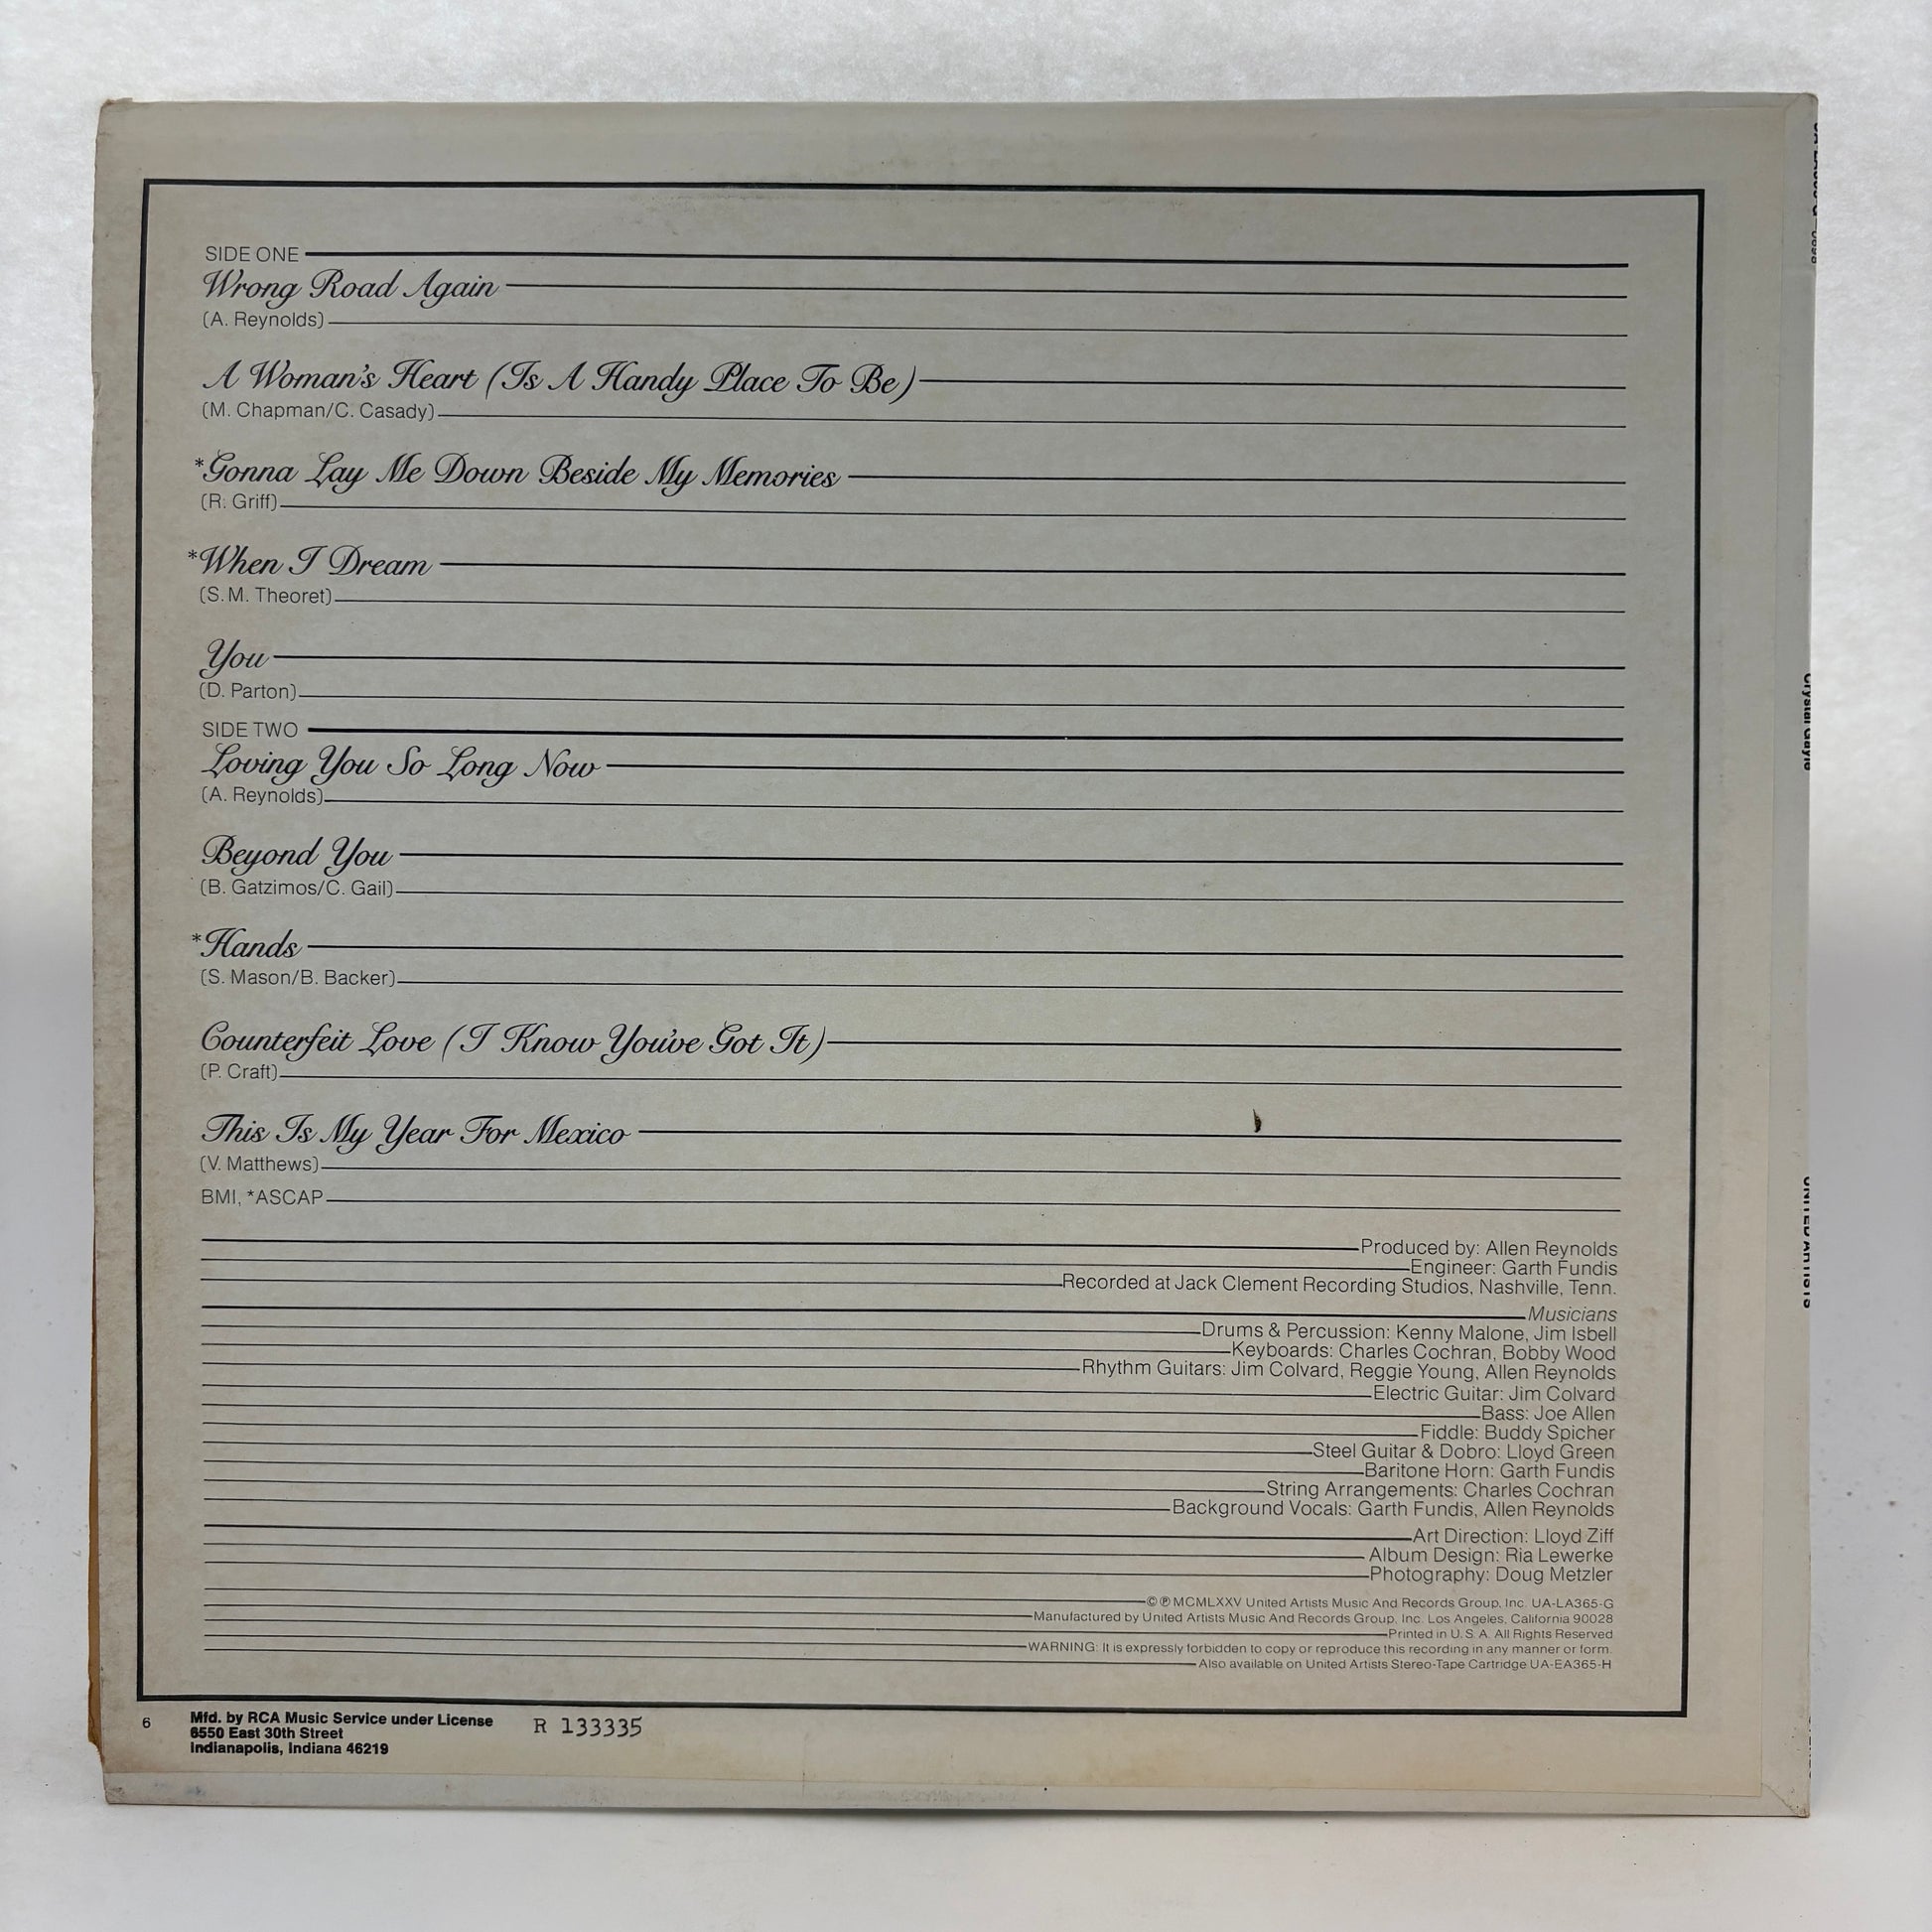 SIDE ONE
Wrong Road Again
(A. Reynolds)
A Woman's Heart (Is A Handy Place To Be)
(M. Chapman/C. Casady)
*Gonna Lay Me Down Beside My Memories
(R. Griff)
*When I Dream
(S.M. Theoret)
You
(D. Parton)
SIDE TWO
Loving You So Long Now
(A. Reynolds)
Beyond You
(B. Gatzimos/C. Gail)
*Hands
(S. Mason/B. Backer)
Counterfeit Love (I Know You've Got It)
(P. Craft)
This Is My Year For Mexico
(V. Matthews)
BMI, *ASCAP
Produced by: Allen Reynolds
Engineer: Garth Fundis
Recorded at Jack Clement Recording Studios, Nashville, Tenn.
Musicians
Drums & Percussion: Kenny Malone, Jim Isbell
Keyboards: Charles Cochran, Bobby Wood
Rhythm Guitars: Jim Colvard, Reggie Young, Allen Reynolds
Electric Guitar: Jim Colvard
Bass: Joe Allen
Fiddle: Buddy Spicher
Steel Guitar & Dobro: Lloyd Green
Baritone Horn: Garth Fundis
String Arrangements: Charles Cochran
Background Vocals: Garth Fundis, Allen Reynolds
Art Direction: Lloyd Ziff
Album Design: Ria Lewerke
Photography: Doug Metzler
© ℗ MCMLXXV United Artists Music And Records Group, Inc. UA-LA365-G
Manufactured by United Artists Music And Records Group, Inc. Los Angeles, California 90028
Printed in U.S.A. All Rights Reserved
WARNING: It is expressly forbidden to copy or reproduce this recording in any manner or form.
Also available on United Artists Stereo-Tape Cartridge UA-EA365-H
6
Mfd. by RCA Music Service under License
6550 East 30th Street
Indianapolis, Indiana 46219
R 133335
Crystal Gayle
UNITED ARTISTS